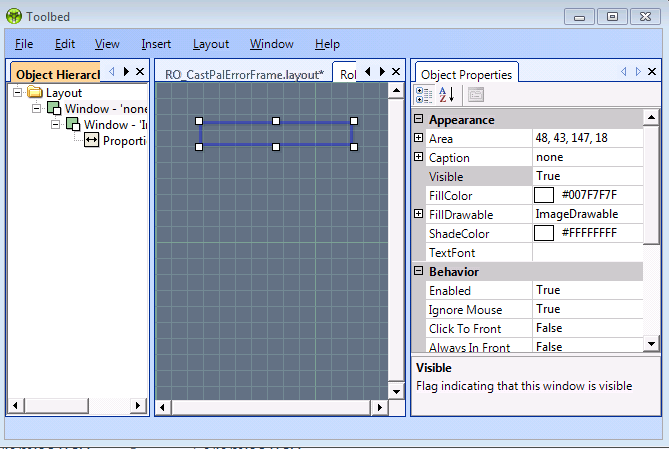 Toolbed
File Edit View Insert Layout Window Help
Object Hierarcl
Layout
Window - 'none
Window - 'I
Properti
RO_CastPalErrorFrame.layout*
Rol
Object Properties
Appearance
Area 48, 43, 147, 18
Caption none
Visible True
FillColor #007F7F7F
FillDrawable ImageDrawable
ShadeColor #FFFFFFFF
TextFont
Behavior
Enabled True
Ignore Mouse True
Click To Front False
Always In Front False
Visible
Flag indicating that this window is visible